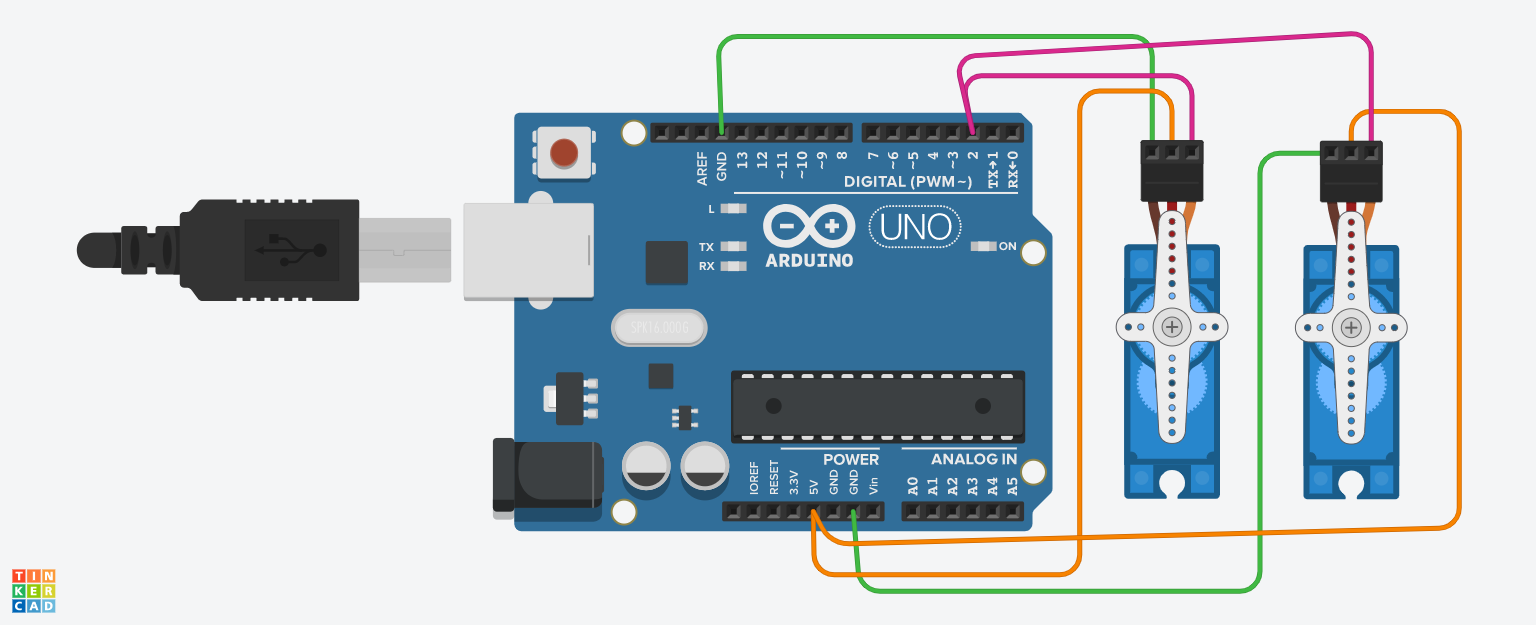 AREF
GND
13
12
~11
~10
~9
8
7
~6
~5
4
~3
2
TX→1
RX←0
DIGITAL (PWM~)
L
TX
RX
ARDUINO
UNO
ON
SPK16.000G
POWER
ANALOG IN
IOREF
RESET
3.3V
5V
GND
GND
Vin
A0
A1
A2
A3
A4
A5
TIN
KER
CAD